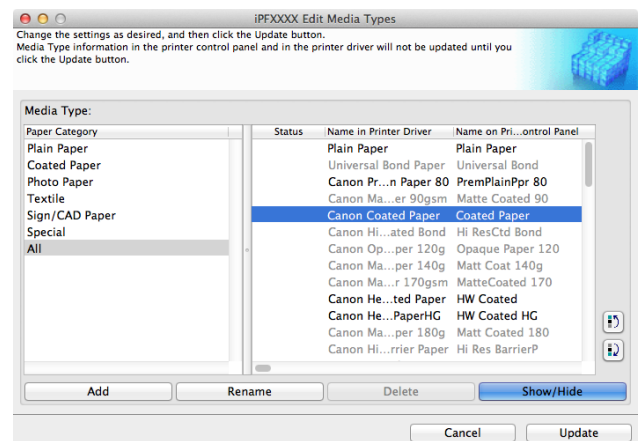 iPFXXXX Edit Media Types
Change the settings as desired, and then click the Update button.
Media Type information in the printer control panel and in the printer driver will not be updated until you
click the Update button.
Media Type:
Paper Category Status Name in Printer Driver Name on Pri...ontrol Panel
Plain Paper Plain Paper Plain Paper
Coated Paper Universal Bond Paper Universal Bond
Photo Paper Canon Pr...n Paper 80 PremPlainPpr 80
Textile Canon Ma...er 90gsm Matte Coated 90
Sign/CAD Paper Canon Coated Paper Coated Paper
Special Canon Hi...ated Bond Hi ResCtd Bond
All Canon Op...per 120g Opaque Paper 120
Canon Ma...per 140g Matt Coat 140g
Canon Ma...r 170gsm MatteCoated 170
Canon He...ted Paper HW Coated
Canon He...PaperHG HW Coated HG
Canon Ma...per 180g Matt Coated 180
Canon Hi...rrier Paper Hi Res BarrierP
Add Rename Delete Show/Hide
Cancel Update